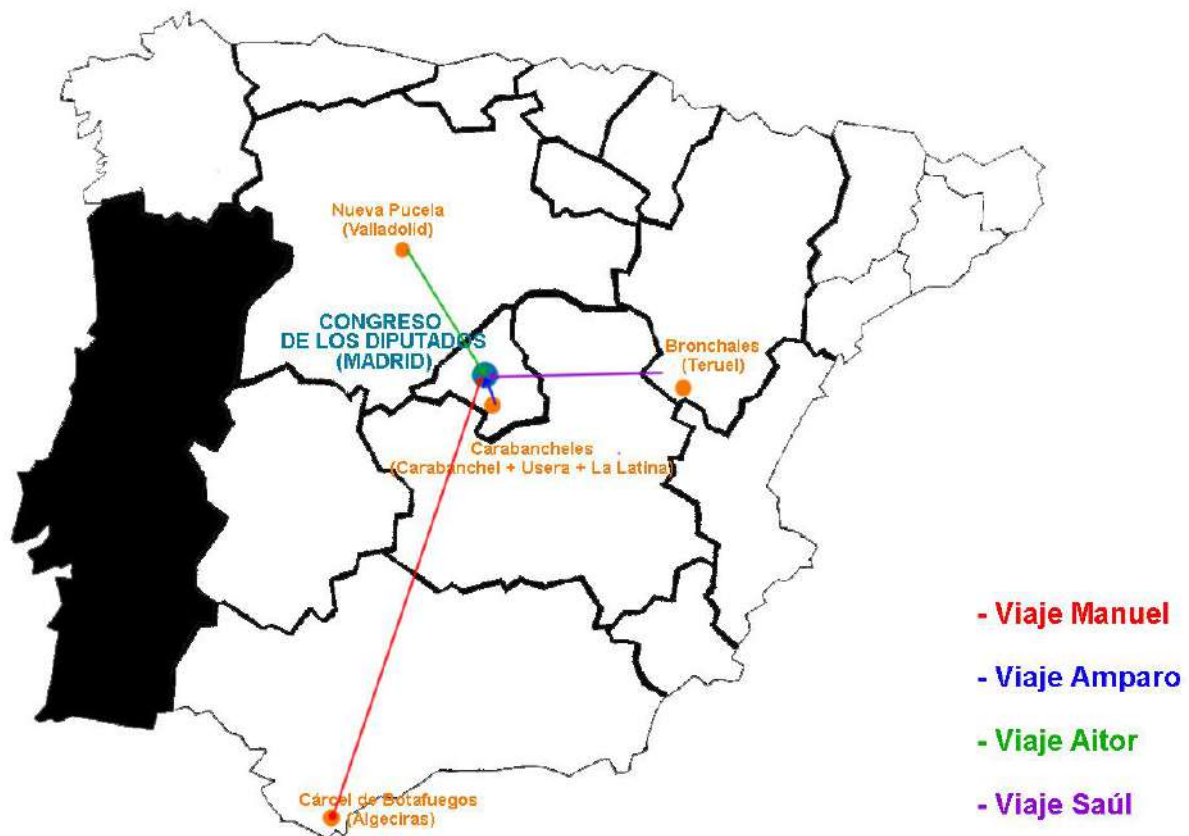 Nueva Pucela
(Valladolid)
CONGRESO
DE LOS DIPUTADOS
(MADRID)
Bronchales
(Teruel)
Carabancheles
(Carabanchel + Usera + La Latina)
- Viaje Manuel
- Viaje Amparo
- Viaje Aitor
- Viaje Saúl
Cárcel de Botafuegos
(Algeciras)